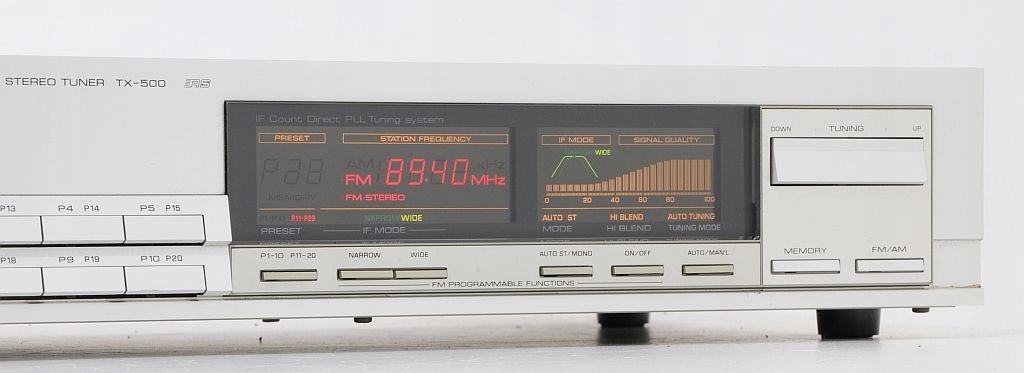 STEREO TUNER TX-500 RS
IF Count Direct PLL Tuning system
PRESET STATION FREQUENCY IF MODE SIGNAL QUALITY
DOWN TUNING UP
NARROW WIDE
AM kHz
FM 89.40 MHz
MEMORY FM STEREO
0 20 40 60 80 100
P1-P10 P11-P20 NARROW WIDE AUTO ST HI BLEND AUTO TUNING
PRESET IF MODE MODE HI BLEND TUNING MODE
P13 P4 P14 P5 P15
P18 P9 P19 P10 P20
P1-10 P11-20 NARROW WIDE AUTO ST/MONO ON/OFF AUTO/MAN'L
MEMORY FM/AM
FM PROGRAMMABLE FUNCTIONS